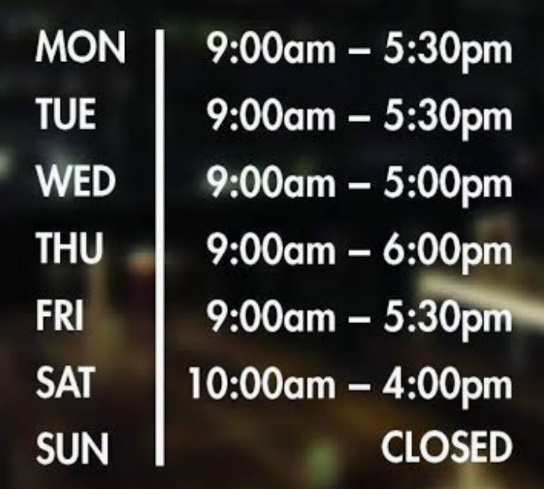 MON 9:00am – 5:30pm
TUE 9:00am – 5:30pm
WED 9:00am – 5:00pm
THU 9:00am – 6:00pm
FRI 9:00am – 5:30pm
SAT 10:00am – 4:00pm
SUN CLOSED